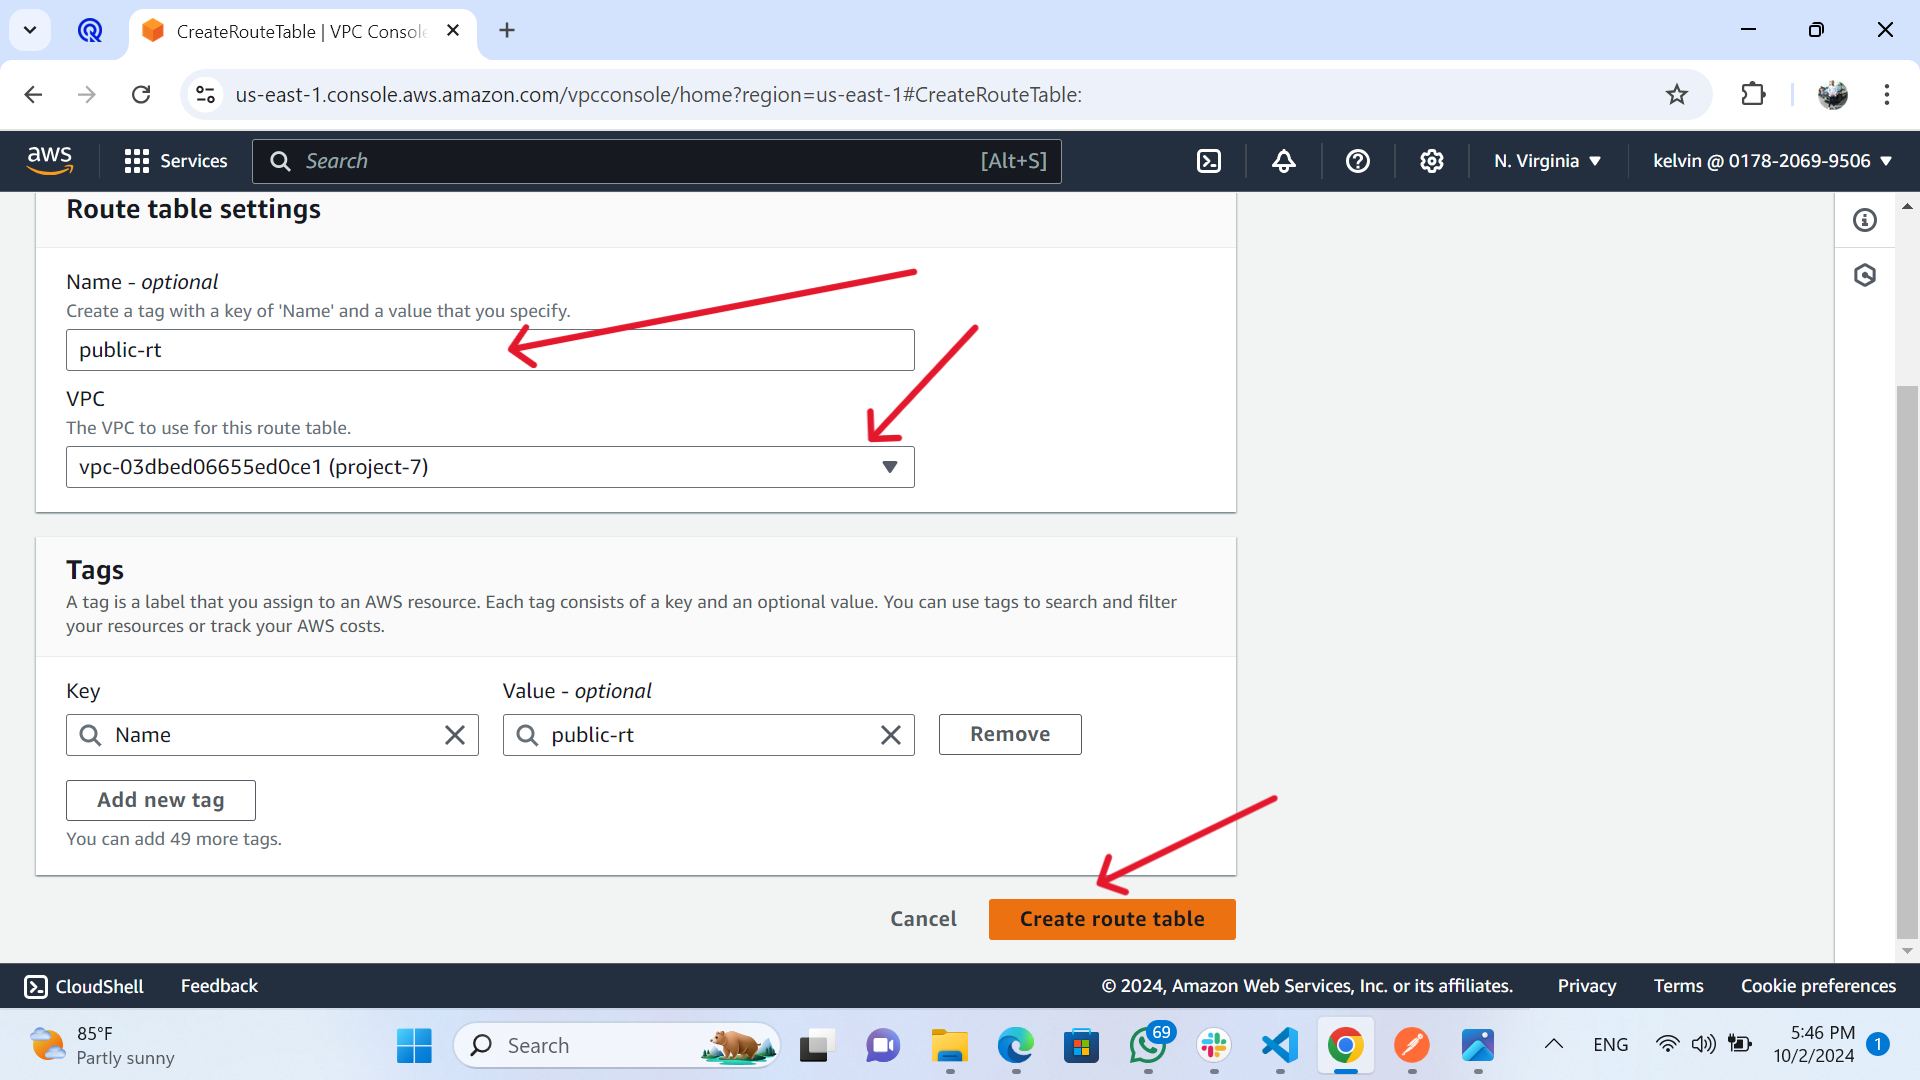 CreateRouteTable | VPC Console
us-east-1.console.aws.amazon.com/vpcconsole/home?region=us-east-1#CreateRouteTable:
aws Services Search [Alt+S] N. Virginia kelvin @ 0178-2069-9506
Route table settings
Name - optional
Create a tag with a key of 'Name' and a value that you specify.
public-rt
VPC
The VPC to use for this route table.
vpc-03dbed06655ed0ce1 (project-7)
Tags
A tag is a label that you assign to an AWS resource. Each tag consists of a key and an optional value. You can use tags to search and filter
your resources or track your AWS costs.
Key Value - optional
Name public-rt Remove
Add new tag
You can add 49 more tags.
Cancel Create route table
CloudShell Feedback © 2024, Amazon Web Services, Inc. or its affiliates. Privacy Terms Cookie preferences
85°F
Partly sunny
Search
69
ENG
5:46 PM
10/2/2024
1